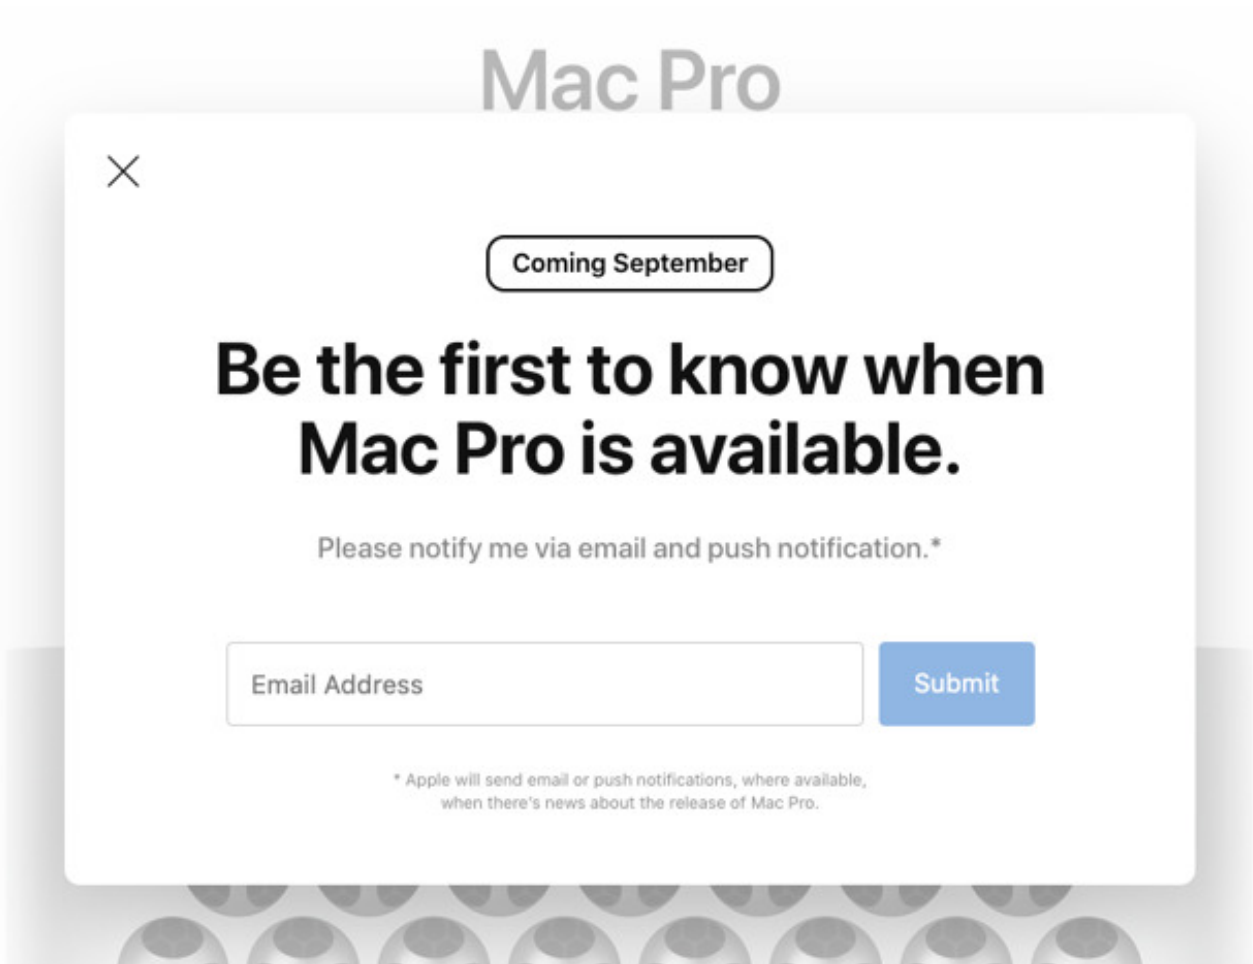 Mac Pro
Coming September
Be the first to know when
Mac Pro is available.
Please notify me via email and push notification.*
Email Address
Submit
* Apple will send email or push notifications, where available,
when there's news about the release of Mac Pro.